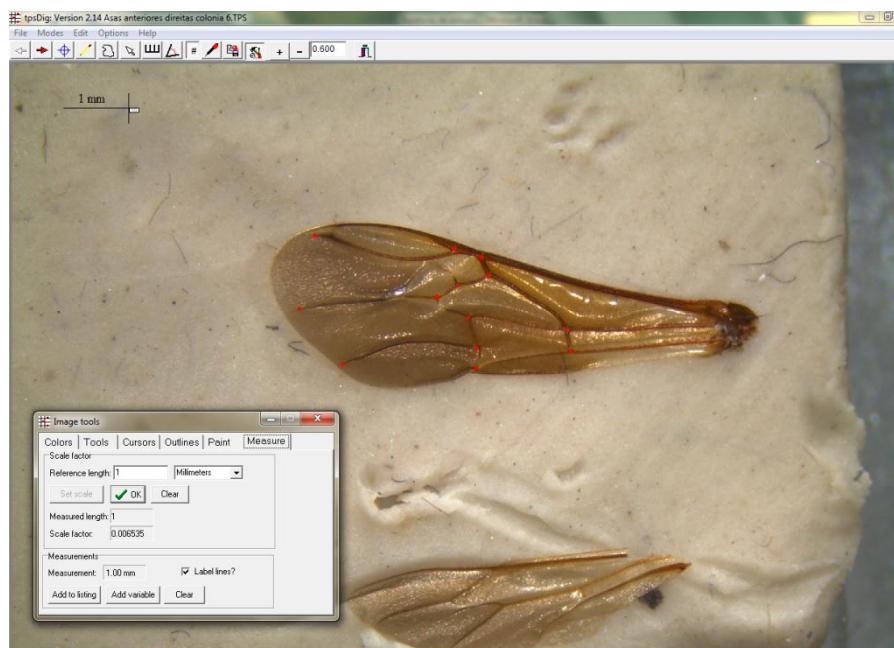 tpsDig: Version 2.14 Asas anteriores direitas colonia 6.TPS
File Modes Edit Options Help
# + - 0.600
1 mm
Image tools
Colors Tools Cursors Outlines Paint Measure
Scale factor
Reference length: 1 Millimeters
Set scale OK Clear
Measured length: 1
Scale factor: 0.006535
Measurements
Measurement: 1.00 mm Label lines?
Add to listing Add variable Clear